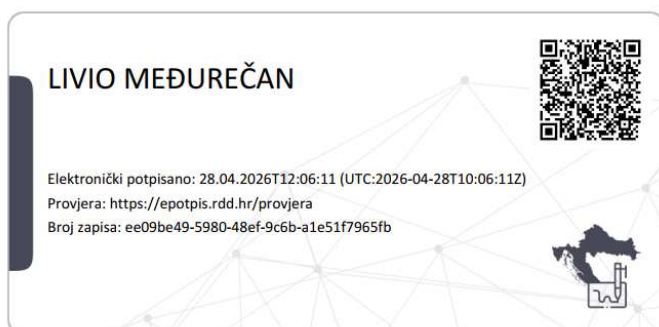 LIVIO MEĐUREČAN
Elektronički potpisano: 28.04.2026T12:06:11 (UTC:2026-04-28T10:06:11Z)
Provjera: https://epotpis.rdd.hr/provjera
Broj zapisa: ee09be49-5980-48ef-9c6b-a1e51f7965fb